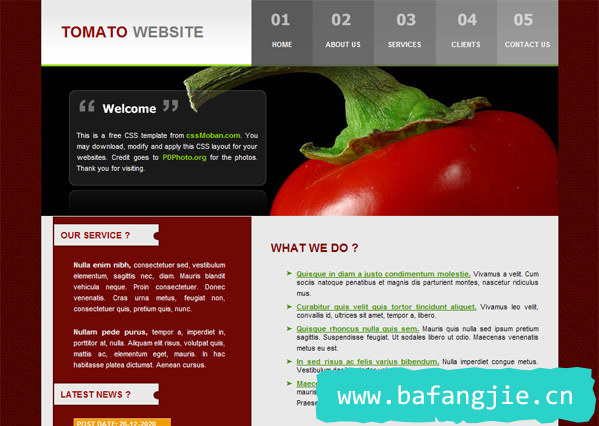 TOMATO WEBSITE
01
02
03
04
05
HOME
ABOUT US
SERVICES
CLIENTS
CONTACT US
“ Welcome ”
This is a free CSS template from cssMoban.com. You
may download, modify and apply this CSS layout for your
websites. Credit goes to PDPhoto.org for the photos.
Thank you for visiting.
OUR SERVICE ?
Nulla enim nibh, consectetuer sed, vestibulum
elementum, sagittis nec, diam. Mauris blandit
vehicula neque. Proin consectetuer. Donec
venenatis. Cras urna metus, feugiat non,
consectetuer quis, pretium quis, nunc.
Nullam pede purus, tempor a, imperdiet in,
porttitor at, nulla. Aliquam elit risus, volutpat quis,
mattis ac, elementum eget, mauris. In hac
habitasse platea dictumst. Aenean cursus.
LATEST NEWS ?
POST DATE: 26-12-2020
WHAT WE DO ?
Quisque in diam a justo condimentum molestie. Vivamus a velit. Cum
sociis natoque penatibus et magnis dis parturient montes, nascetur ridiculus
mus.
Curabitur quis velit quis tortor tincidunt aliquet. Vivamus leo velit,
convallis id, ultrices sit amet, tempor a, libero.
Quisque rhoncus nulla quis sem. Mauris quis nulla sed ipsum pretium
sagittis. Suspendisse feugiat. Ut sodales libero ut odio. Maecenas venenatis
metus eu est.
In sed risus ac felis varius bibendum. Nulla imperdiet congue metus.
Vestibulum
Maece
mauris
Praese
www.bafangjie.cn